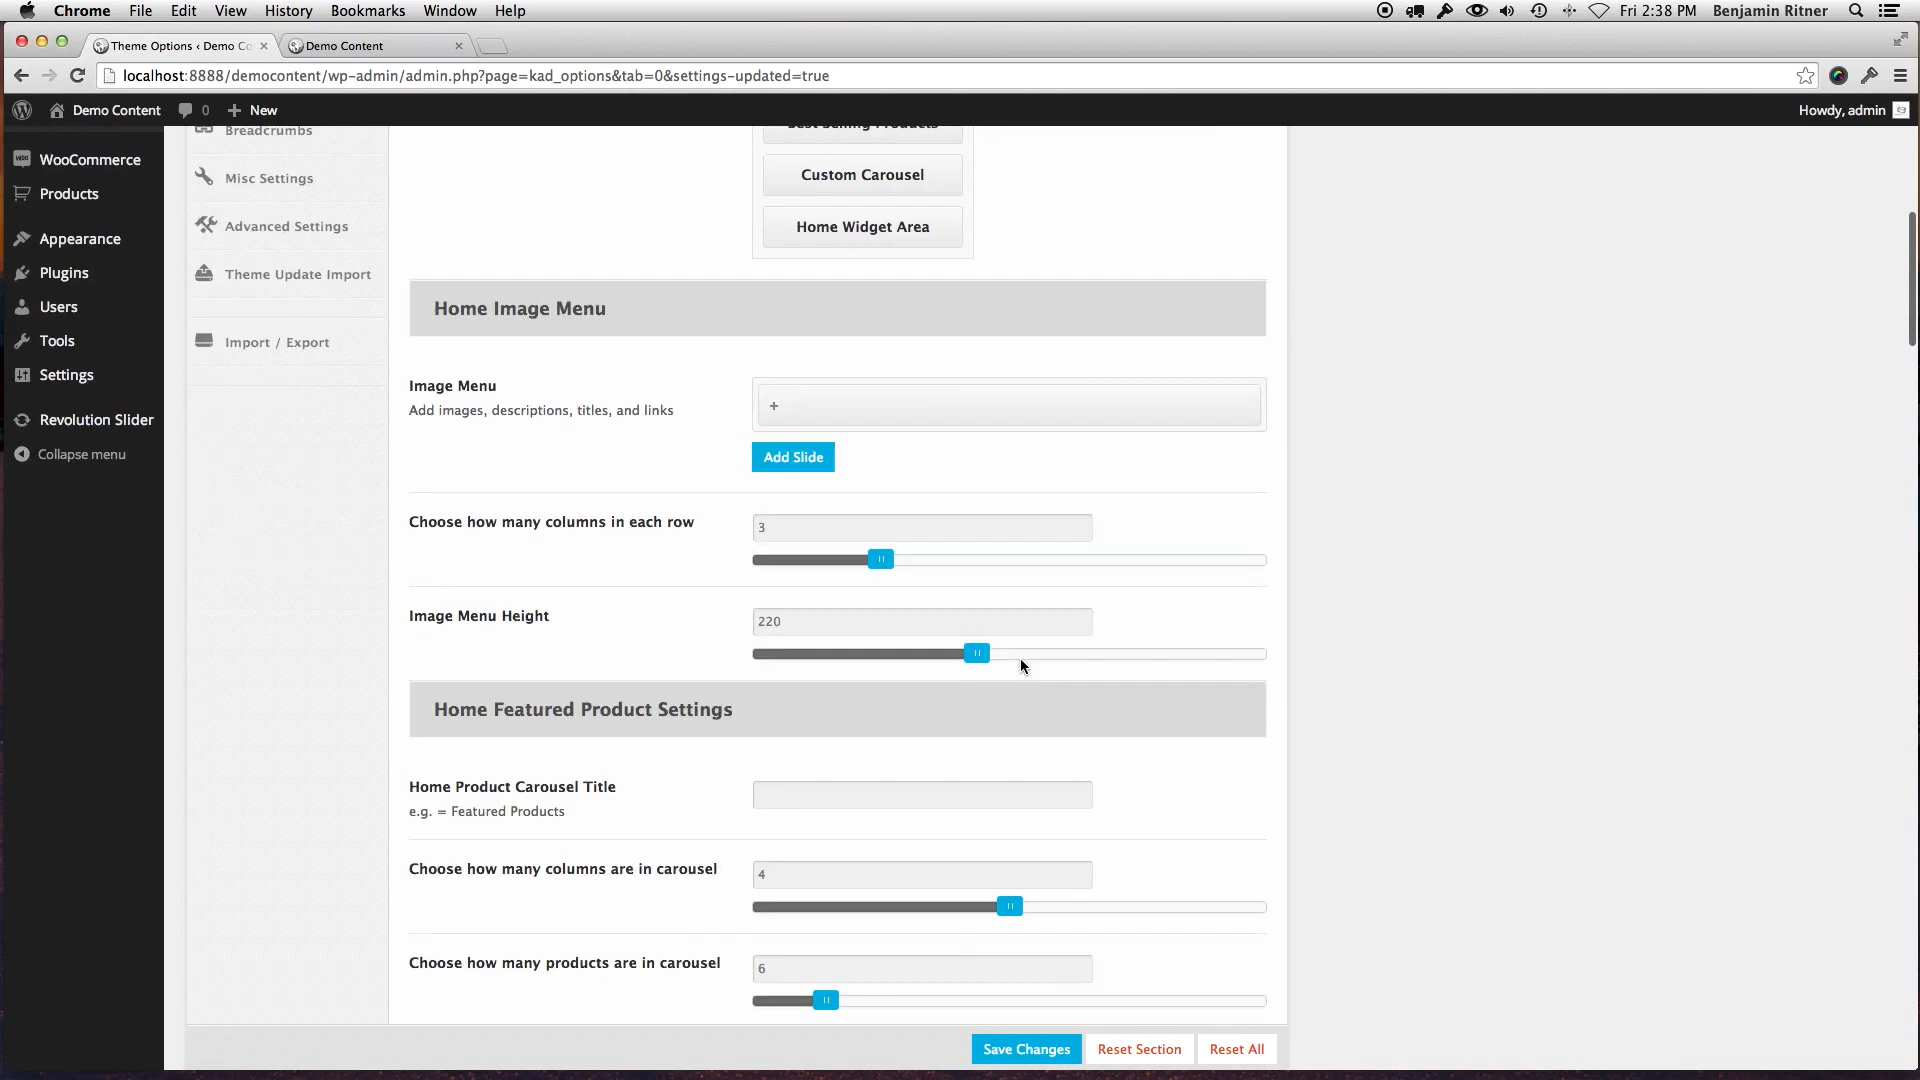 Chrome File Edit View History Bookmarks Window Help Fri 2:38 PM Benjamin Ritner
Theme Options ‹ Demo Co Demo Content
localhost:8888/democontent/wp-admin/admin.php?page=kad_options&tab=0&settings-updated=true
Demo Content 0 + New Howdy, admin
WooCommerce
Products
Appearance
Plugins
Users
Tools
Settings
Revolution Slider
Collapse menu
Breadcrumbs
Misc Settings
Advanced Settings
Theme Update Import
Import / Export
Best Selling Products
Custom Carousel
Home Widget Area
Home Image Menu
Image Menu
Add images, descriptions, titles, and links
+
Add Slide
Choose how many columns in each row
3
Image Menu Height
220
Home Featured Product Settings
Home Product Carousel Title
e.g. = Featured Products
Choose how many columns are in carousel
4
Choose how many products are in carousel
6
Save Changes Reset Section Reset All